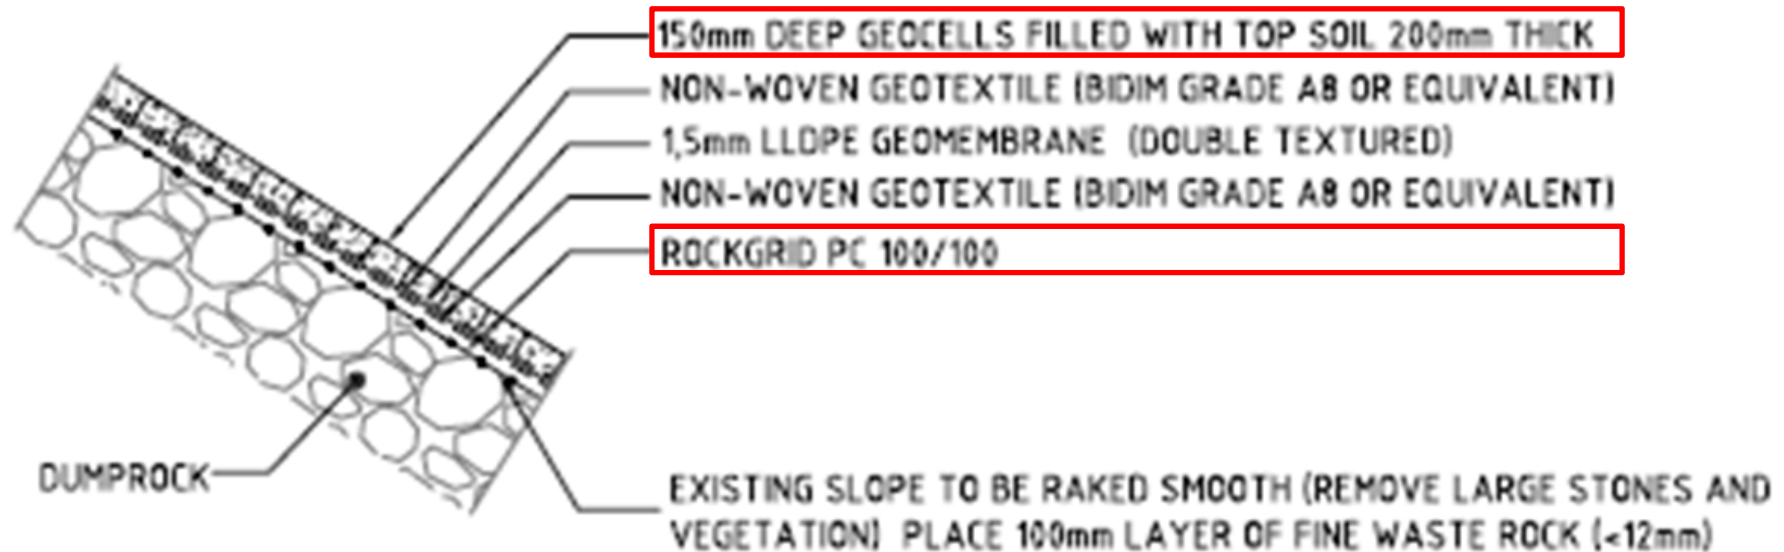 150mm DEEP GEOCELLS FILLED WITH TOP SOIL 200mm THICK
NON-WOVEN GEOTEXTILE (BIDIM GRADE A8 OR EQUIVALENT)
1,5mm LLDPE GEOMEMBRANE (DOUBLE TEXTURED)
NON-WOVEN GEOTEXTILE (BIDIM GRADE A8 OR EQUIVALENT)
ROCKGRID PC 100/100
DUMPROCK
EXISTING SLOPE TO BE RAKED SMOOTH (REMOVE LARGE STONES AND
VEGETATION) PLACE 100mm LAYER OF FINE WASTE ROCK (<12mm)